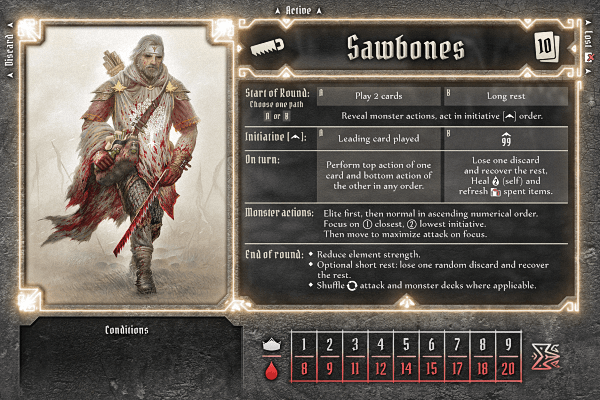 Active
Discard
Lost
Sawbones
10
Start of Round:
Choose one path
A or B
A Play 2 cards
B Long rest
Reveal monster actions, act in initiative [ ] order.
Initiative [ ]:
A Leading card played
B 99
On turn:
Perform top action of one
card and bottom action of
the other in any order.
Lose one discard
and recover the rest,
Heal (self) and
refresh spent items.
Monster actions:
Elite first, then normal in ascending numerical order.
Focus on ① closest, ② lowest initiative.
Then move to maximize attack on focus.
End of round:
◆ Reduce element strength.
◆ Optional short rest: lose one random discard and recover
the rest.
◆ Shuffle attack and monster decks where applicable.
Conditions
1 2 3 4 5 6 7 8 9
8 9 11 12 14 15 17 18 20